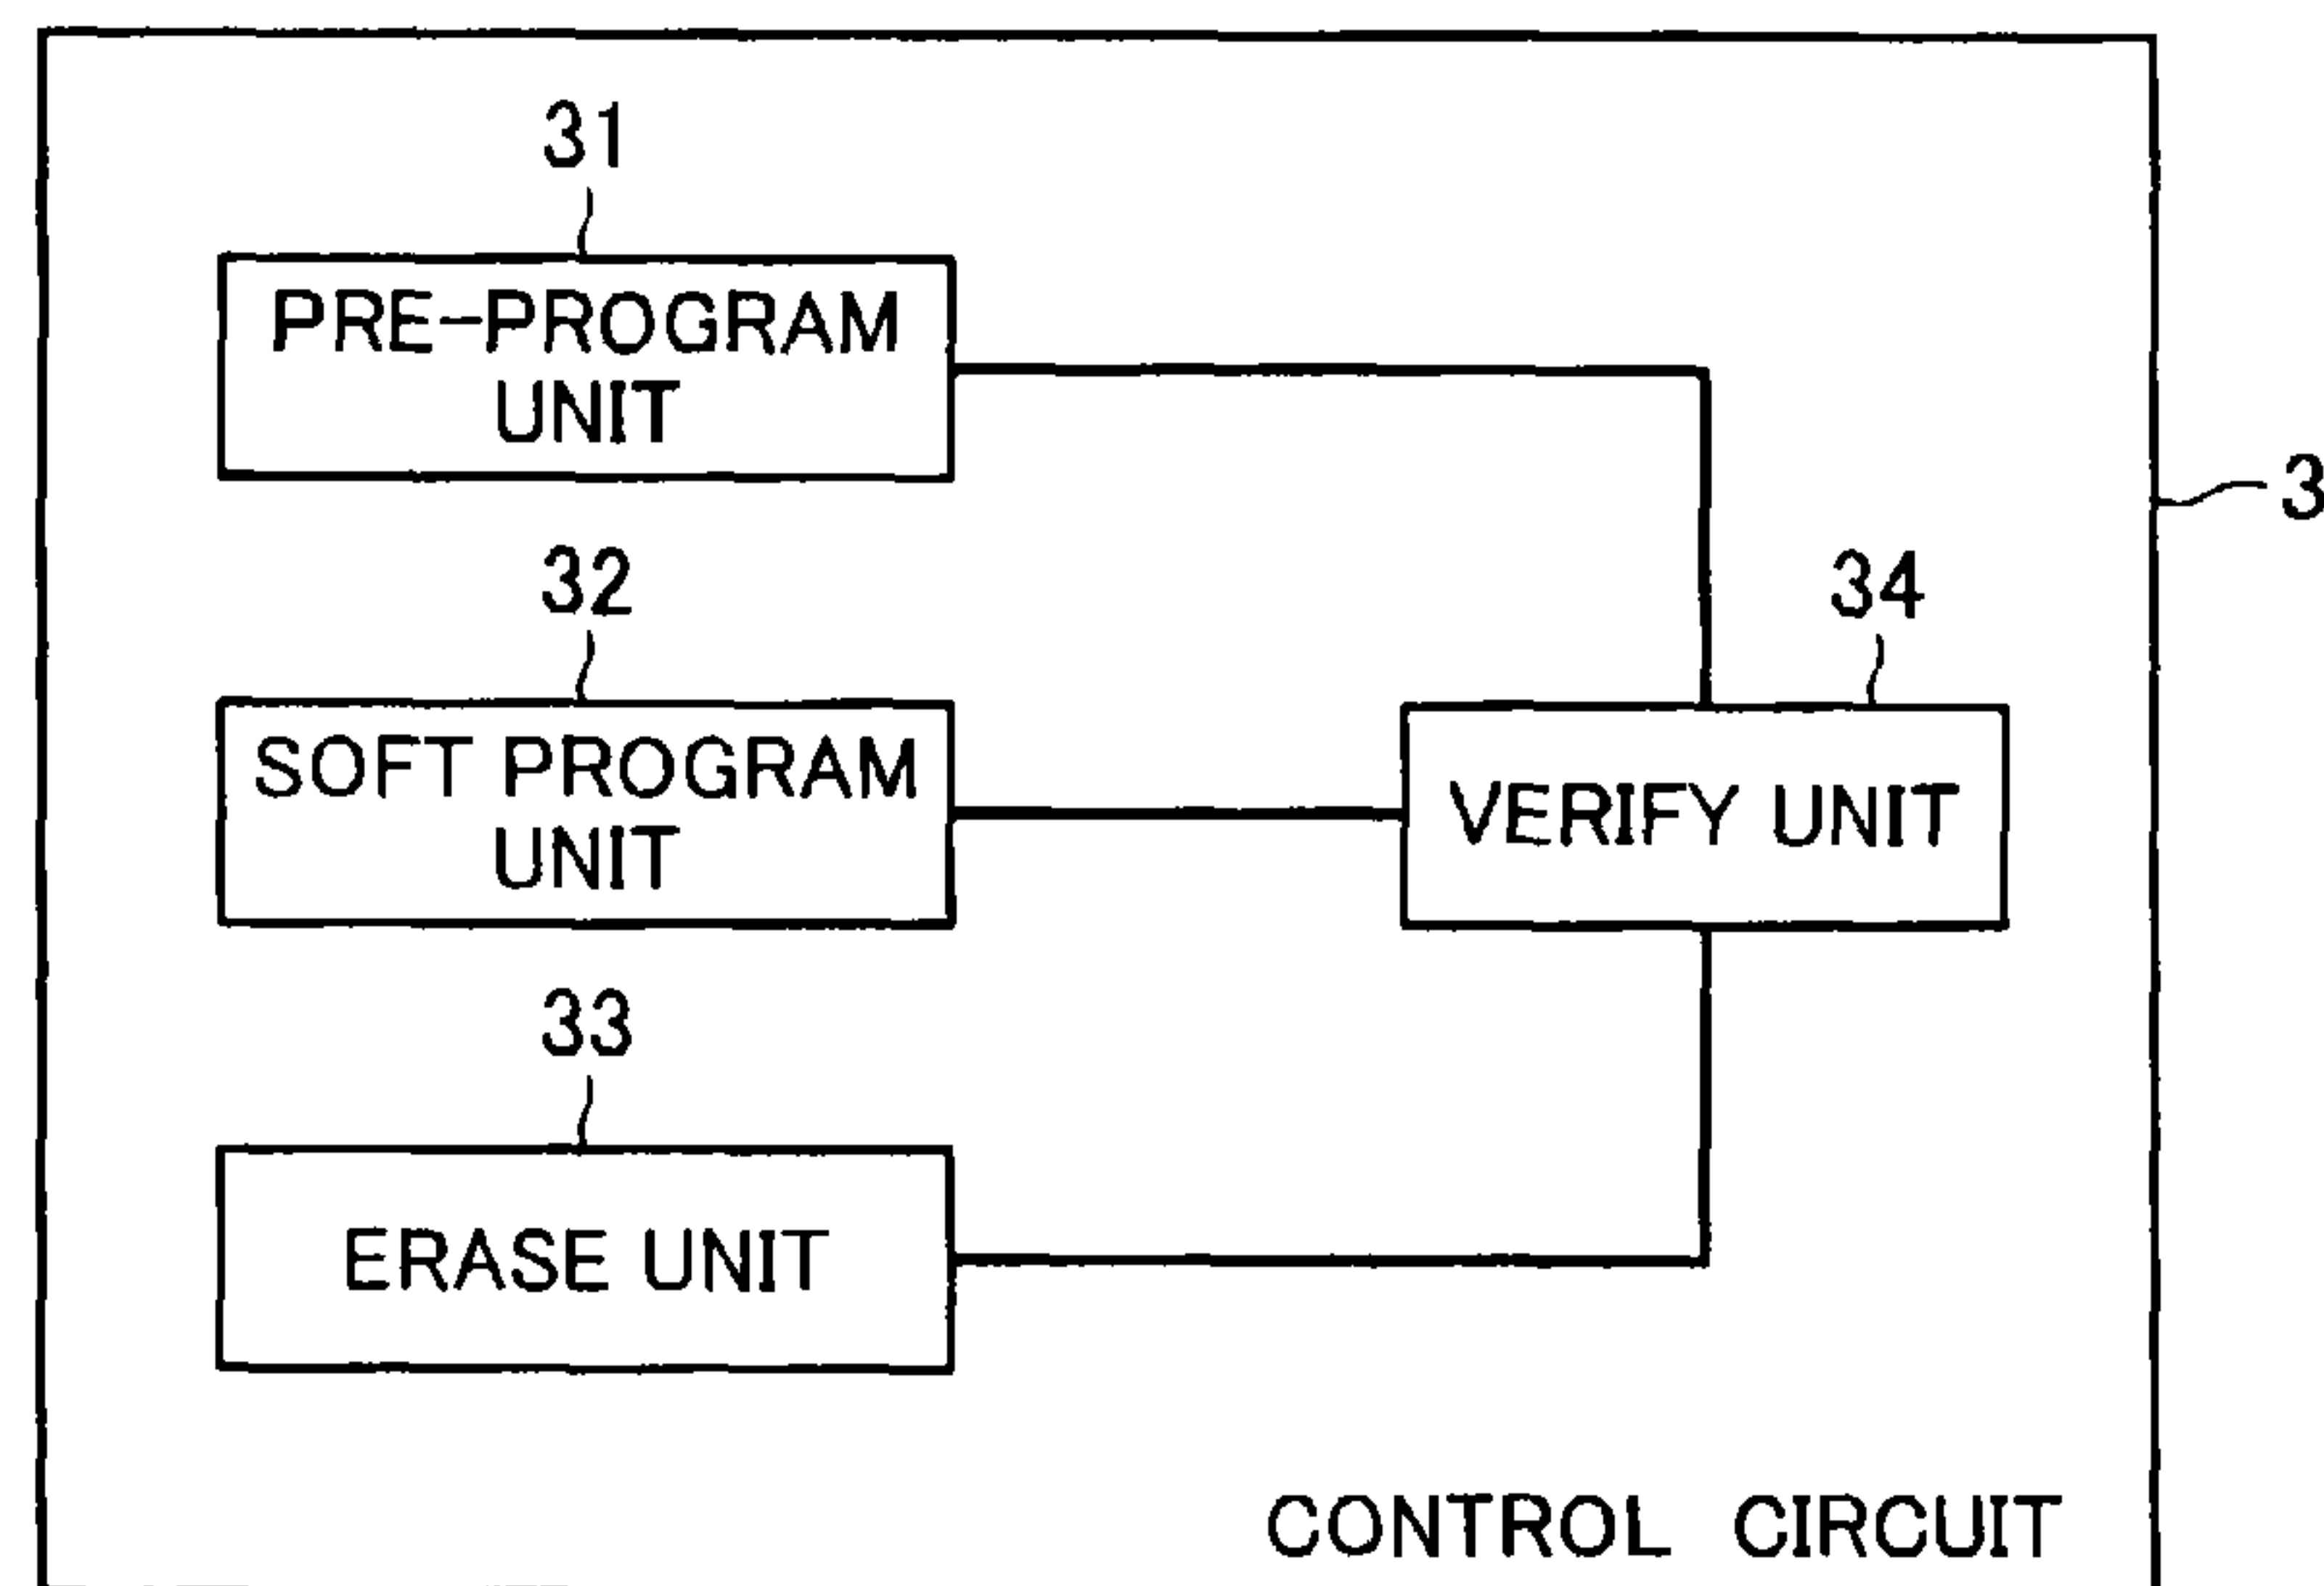 31
PRE-PROGRAM
UNIT
3
32
SOFT PROGRAM
UNIT
34
VERIFY UNIT
33
ERASE UNIT
CONTROL CIRCUIT